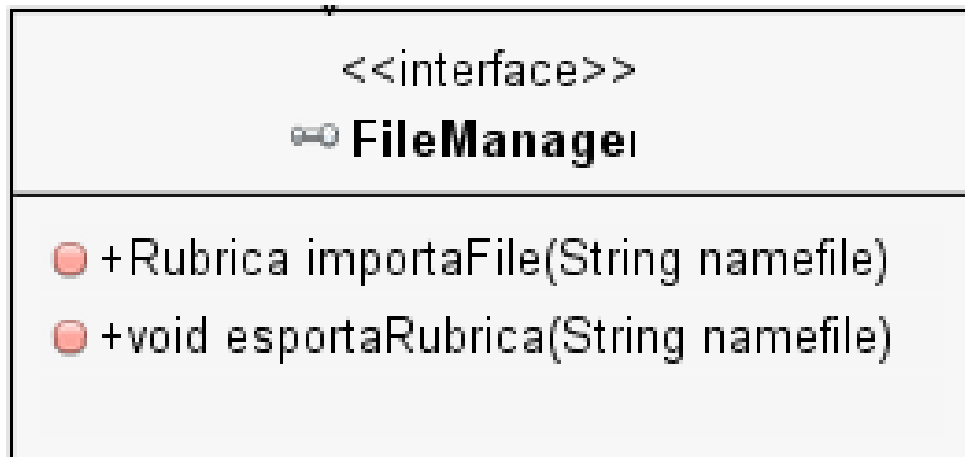 <<interface>>
FileManager
+Rubrica importaFile(String namefile)
+void esportaRubrica(String namefile)